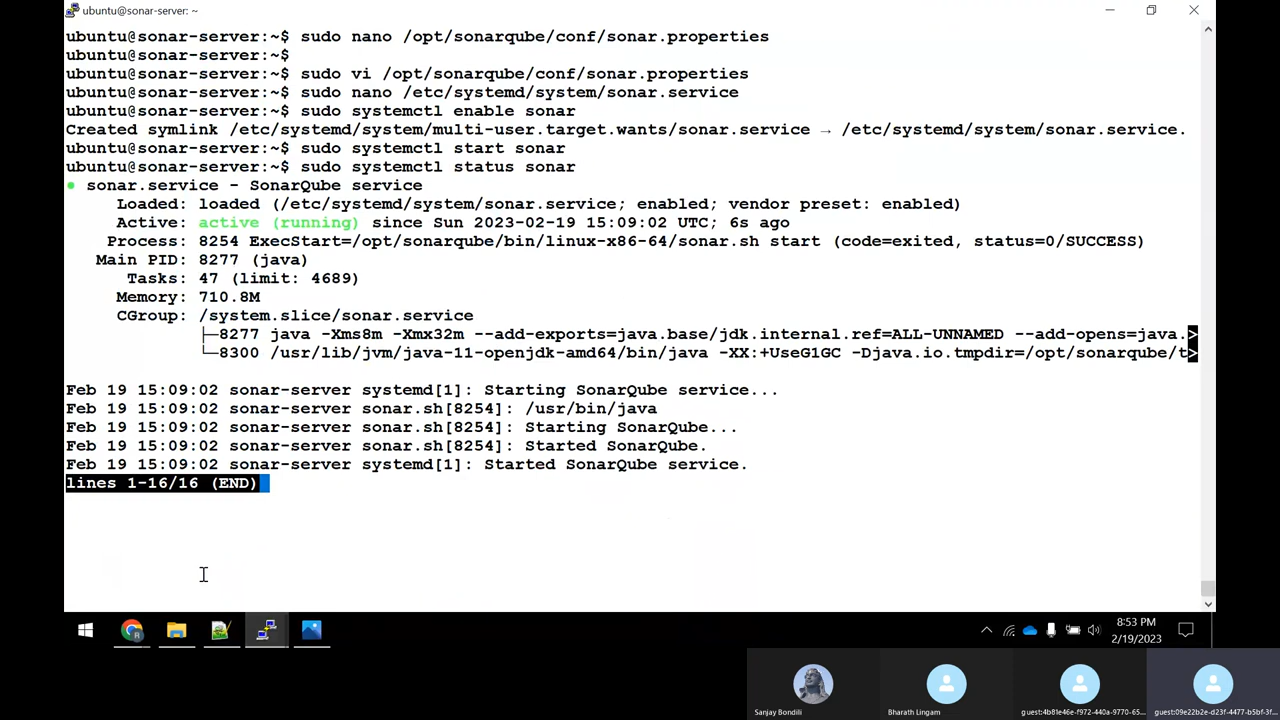 ubuntu@sonar-server: ~
ubuntu@sonar-server:~$ sudo nano /opt/sonarqube/conf/sonar.properties
ubuntu@sonar-server:~$
ubuntu@sonar-server:~$ sudo vi /opt/sonarqube/conf/sonar.properties
ubuntu@sonar-server:~$ sudo nano /etc/systemd/system/sonar.service
ubuntu@sonar-server:~$ sudo systemctl enable sonar
Created symlink /etc/systemd/system/multi-user.target.wants/sonar.service → /etc/systemd/system/sonar.service.
ubuntu@sonar-server:~$ sudo systemctl start sonar
ubuntu@sonar-server:~$ sudo systemctl status sonar
● sonar.service - SonarQube service
Loaded: loaded (/etc/systemd/system/sonar.service; enabled; vendor preset: enabled)
Active: active (running) since Sun 2023-02-19 15:09:02 UTC; 6s ago
Process: 8254 ExecStart=/opt/sonarqube/bin/linux-x86-64/sonar.sh start (code=exited, status=0/SUCCESS)
Main PID: 8277 (java)
Tasks: 47 (limit: 4689)
Memory: 710.8M
CGroup: /system.slice/sonar.service
├─8277 java -Xms8m -Xmx32m --add-exports=java.base/jdk.internal.ref=ALL-UNNAMED --add-opens=java.>
└─8300 /usr/lib/jvm/java-11-openjdk-amd64/bin/java -XX:+UseG1GC -Djava.io.tmpdir=/opt/sonarqube/t>
Feb 19 15:09:02 sonar-server systemd[1]: Starting SonarQube service...
Feb 19 15:09:02 sonar-server sonar.sh[8254]: /usr/bin/java
Feb 19 15:09:02 sonar-server sonar.sh[8254]: Starting SonarQube...
Feb 19 15:09:02 sonar-server sonar.sh[8254]: Started SonarQube.
Feb 19 15:09:02 sonar-server systemd[1]: Started SonarQube service.
lines 1-16/16 (END)
8:53 PM
2/19/2023
Sanjay Bondili
Bharath Lingam
guest:4b81e46e-f972-440a-9770-65...
guest:09e22b2e-d23f-4477-b5bf-3f...